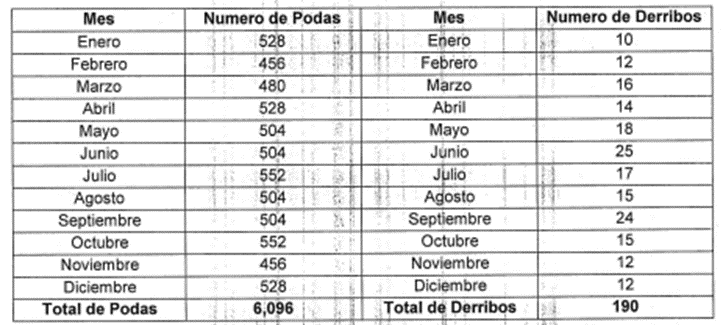 Mes Numero de Podas Mes Numero de Derribos
Enero 528 Enero 10
Febrero 456 Febrero 12
Marzo 480 Marzo 16
Abril 528 Abril 14
Mayo 504 Mayo 18
Junio 504 Junio 25
Julio 552 Julio 17
Agosto 504 Agosto 15
Septiembre 504 Septiembre 24
Octubre 552 Octubre 15
Noviembre 456 Noviembre 12
Diciembre 528 Diciembre 12
Total de Podas 6,096 Total de Derribos 190